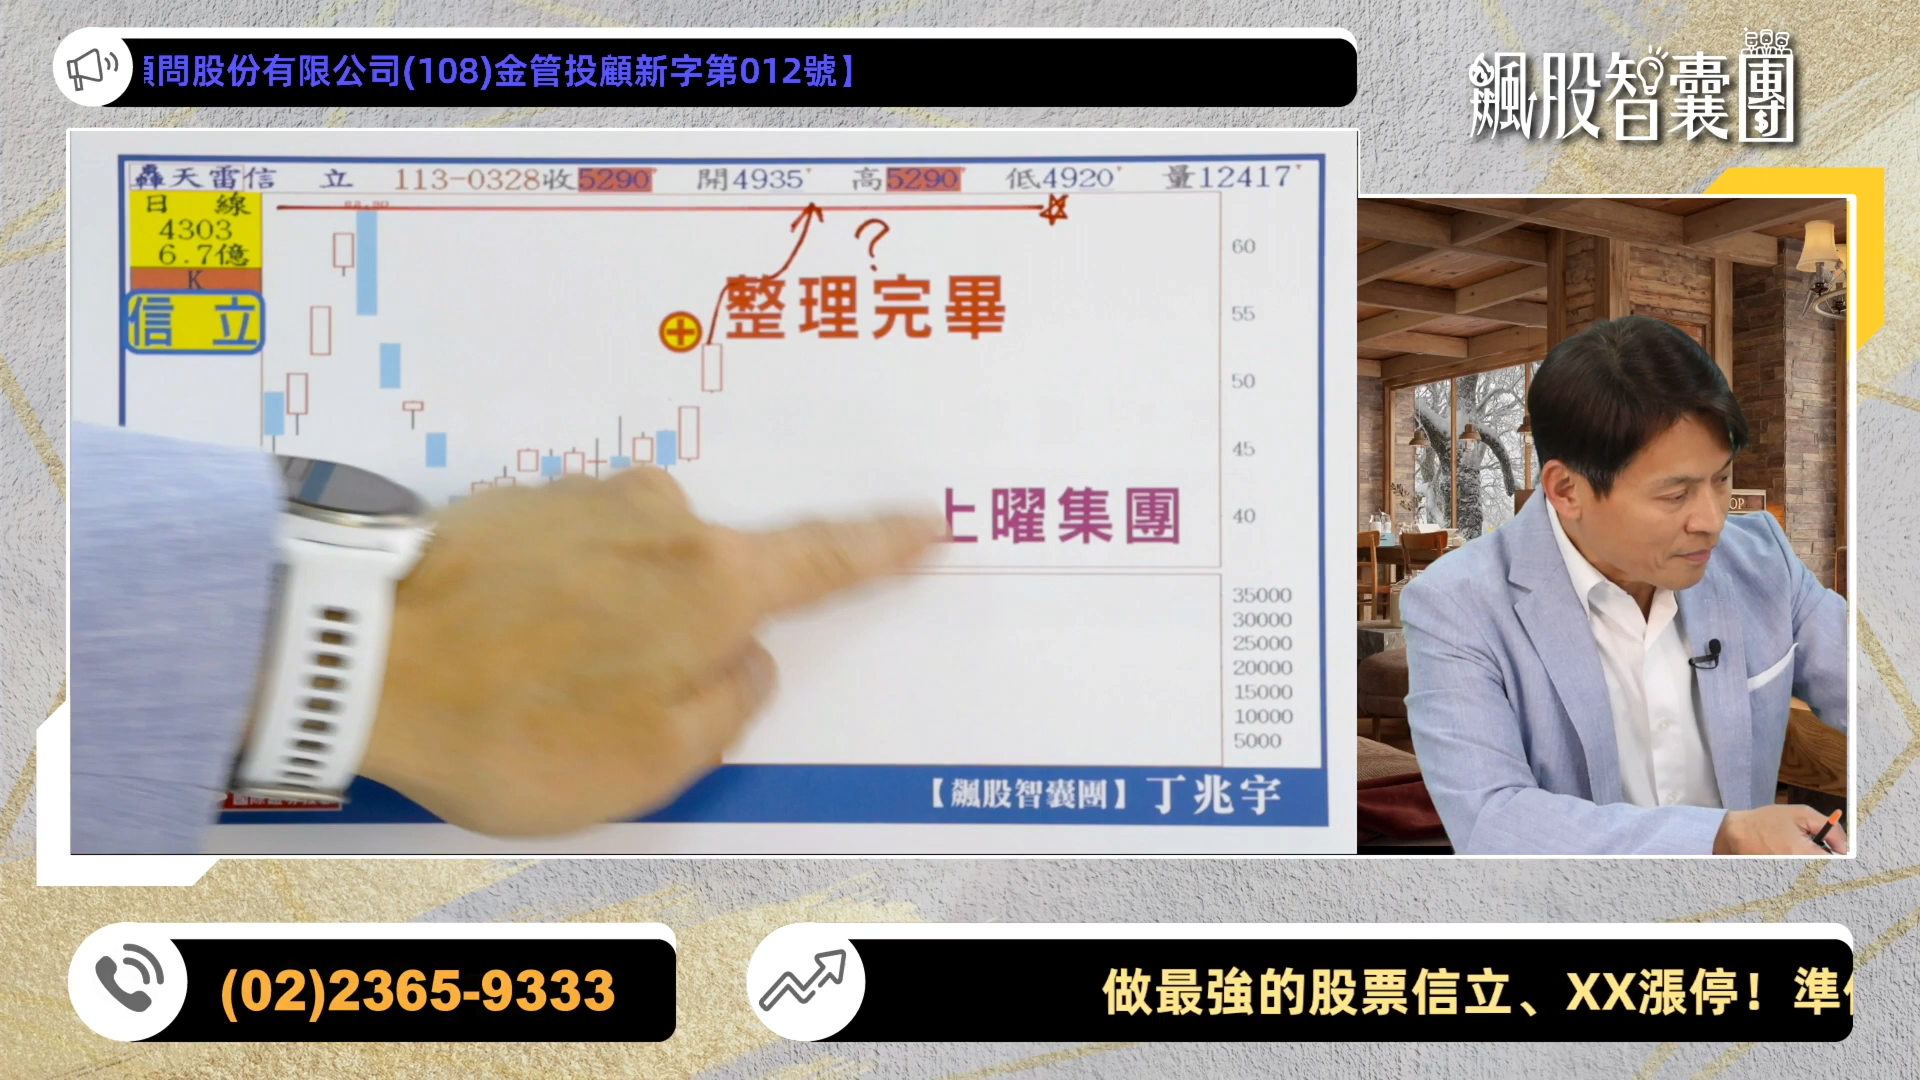 顧問股份有限公司(108)金管投顧新字第012號】
飆股智囊團
轟天雷信 立 113-0328收5290 開4935 高5290 低4920 量12417
日 線
4303
6.7億
K
信 立
?
整理完畢
60
55
50
45
40
土曜集團
35000
30000
25000
20000
15000
10000
5000
【飆股智囊團】丁兆宇
OP
(02)2365-9333
做最強的股票信立、XX漲停！準